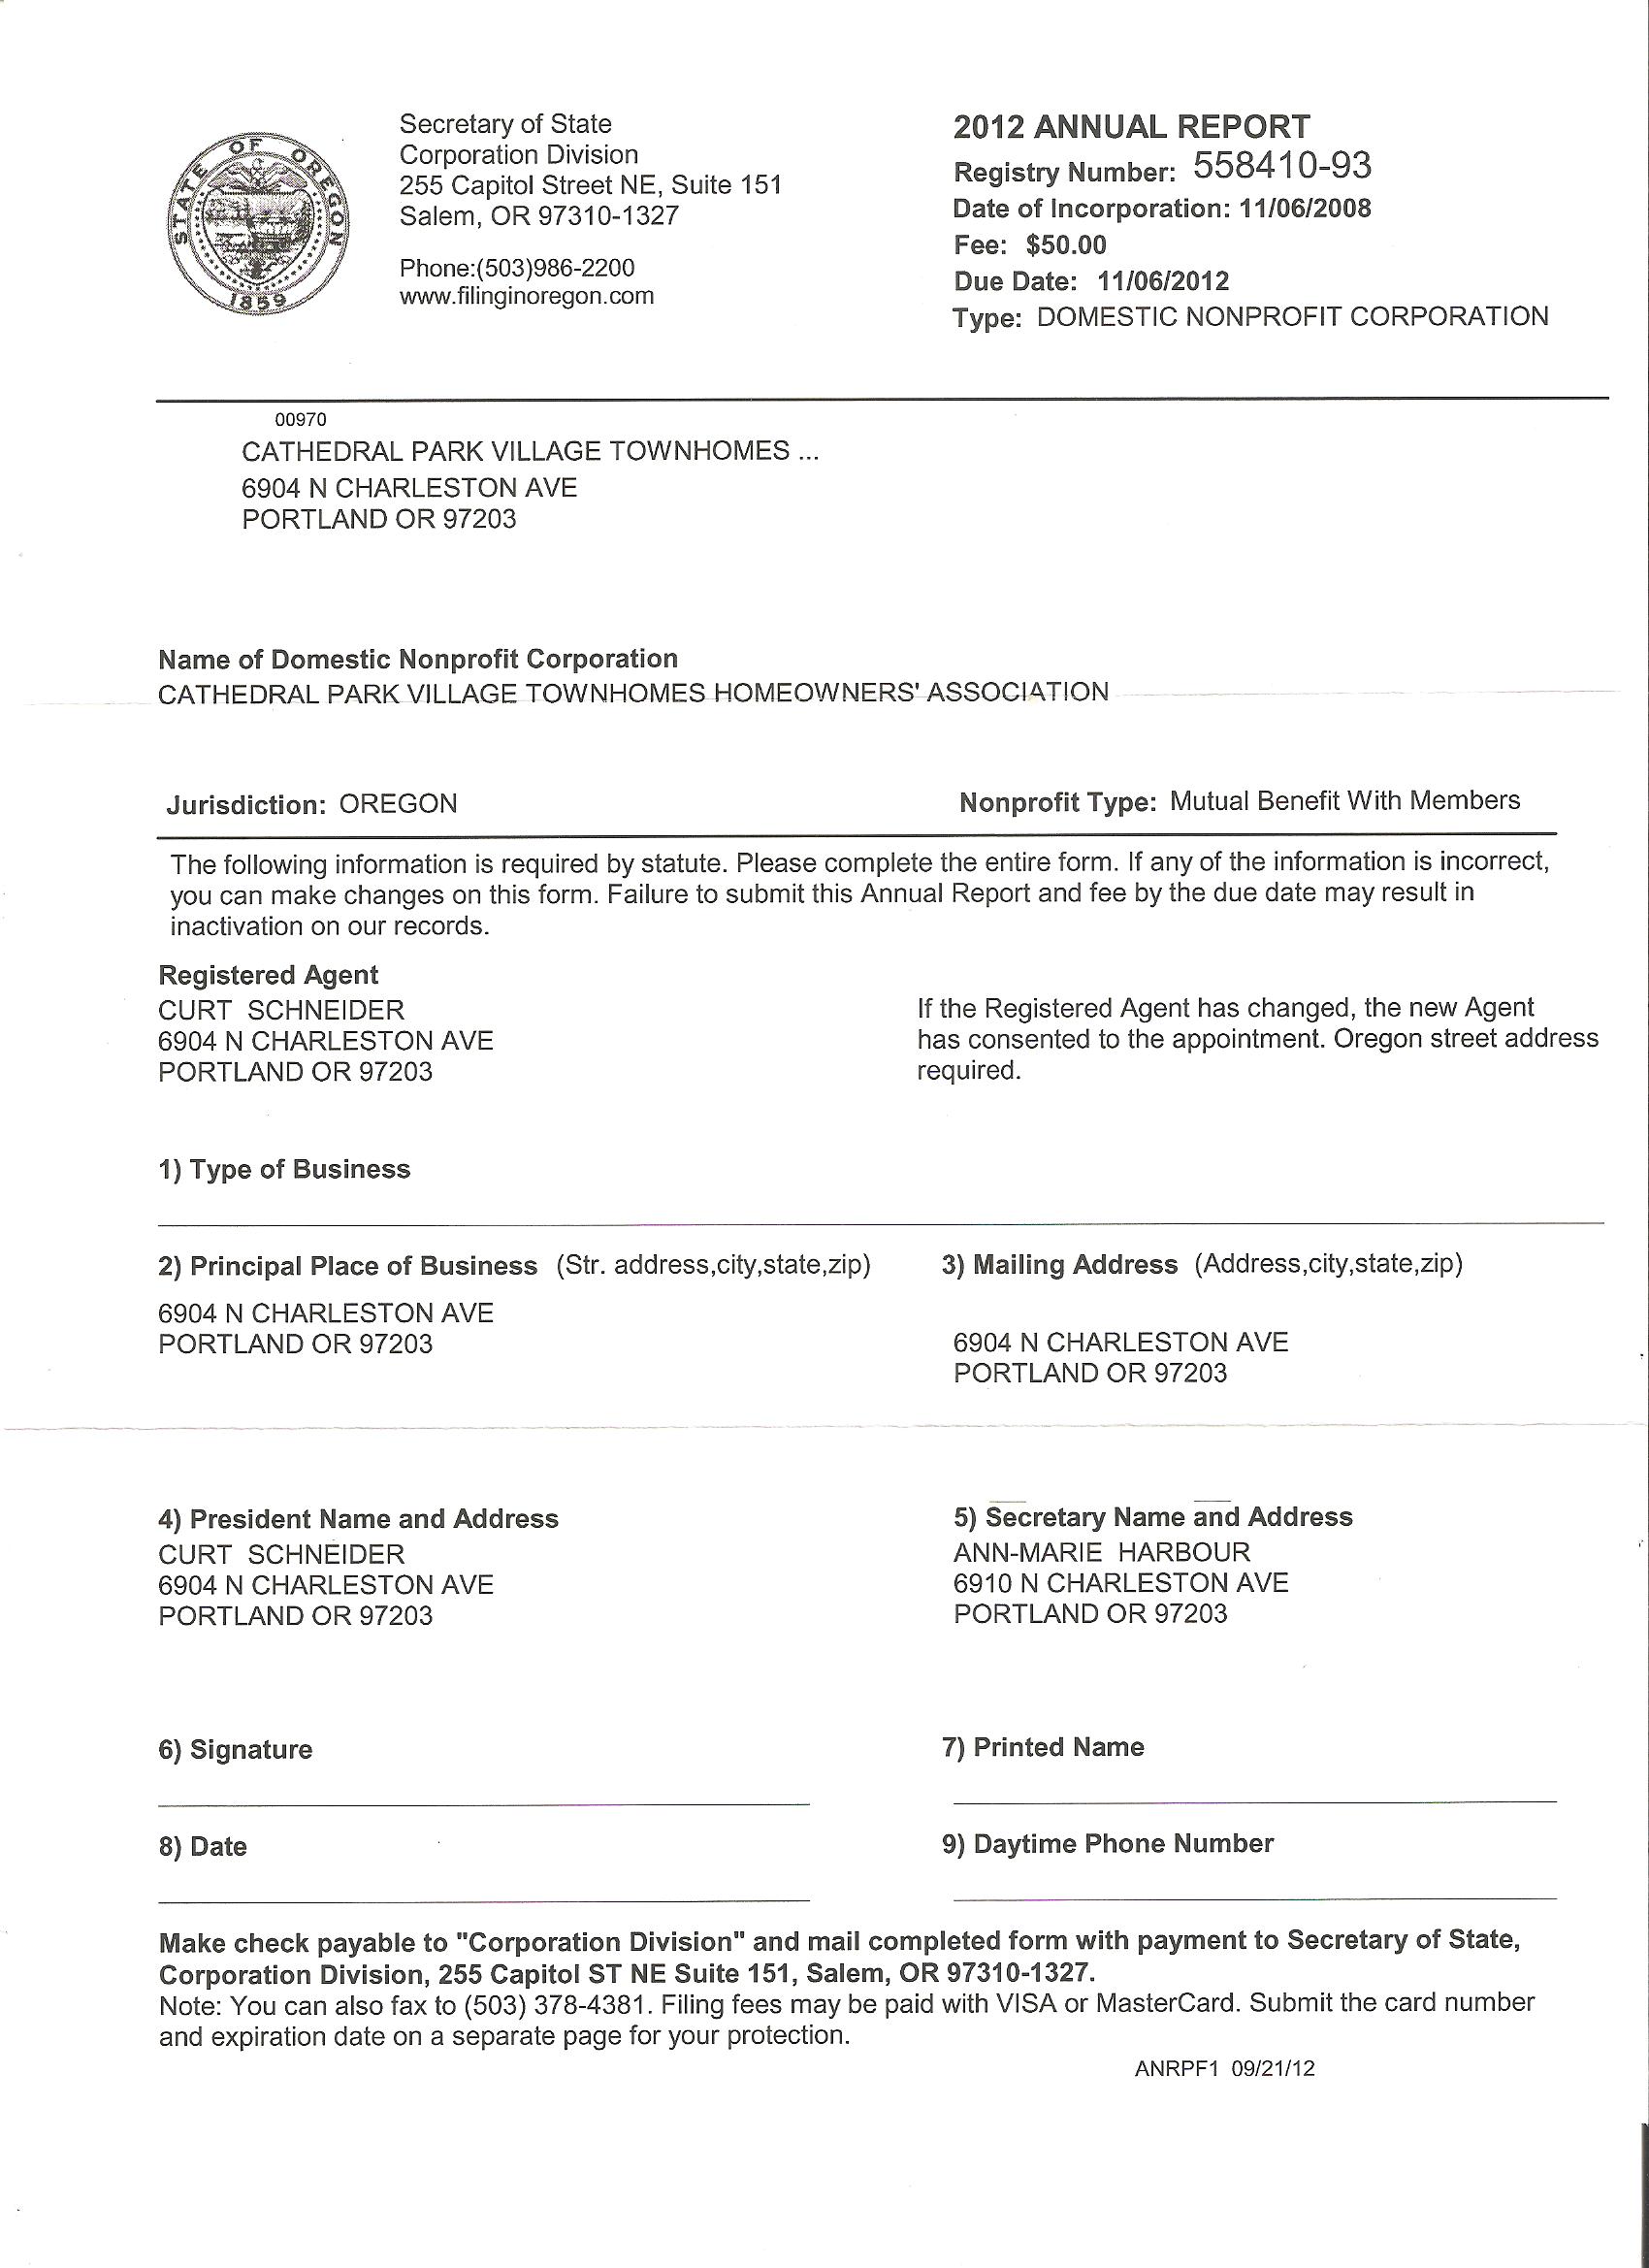 STATE OF OREGON
1859
Secretary of State
Corporation Division
255 Capitol Street NE, Suite 151
Salem, OR 97310-1327
Phone:(503)986-2200
www.filinginoregon.com
2012 ANNUAL REPORT
Registry Number: 558410-93
Date of Incorporation: 11/06/2008
Fee: $50.00
Due Date: 11/06/2012
Type: DOMESTIC NONPROFIT CORPORATION
00970
CATHEDRAL PARK VILLAGE TOWNHOMES ...
6904 N CHARLESTON AVE
PORTLAND OR 97203
Name of Domestic Nonprofit Corporation
CATHEDRAL PARK VILLAGE TOWNHOMES HOMEOWNERS' ASSOCIATION
Jurisdiction: OREGON
Nonprofit Type: Mutual Benefit With Members
The following information is required by statute. Please complete the entire form. If any of the information is incorrect,
you can make changes on this form. Failure to submit this Annual Report and fee by the due date may result in
inactivation on our records.
Registered Agent
CURT SCHNEIDER
6904 N CHARLESTON AVE
PORTLAND OR 97203
If the Registered Agent has changed, the new Agent
has consented to the appointment. Oregon street address
required.
1) Type of Business
2) Principal Place of Business (Str. address,city,state,zip)
6904 N CHARLESTON AVE
PORTLAND OR 97203
3) Mailing Address (Address,city,state,zip)
6904 N CHARLESTON AVE
PORTLAND OR 97203
4) President Name and Address
CURT SCHNEIDER
6904 N CHARLESTON AVE
PORTLAND OR 97203
5) Secretary Name and Address
ANN-MARIE HARBOUR
6910 N CHARLESTON AVE
PORTLAND OR 97203
6) Signature
7) Printed Name
8) Date
9) Daytime Phone Number
Make check payable to "Corporation Division" and mail completed form with payment to Secretary of State,
Corporation Division, 255 Capitol ST NE Suite 151, Salem, OR 97310-1327.
Note: You can also fax to (503) 378-4381. Filing fees may be paid with VISA or MasterCard. Submit the card number
and expiration date on a separate page for your protection.
ANRPF1 09/21/12